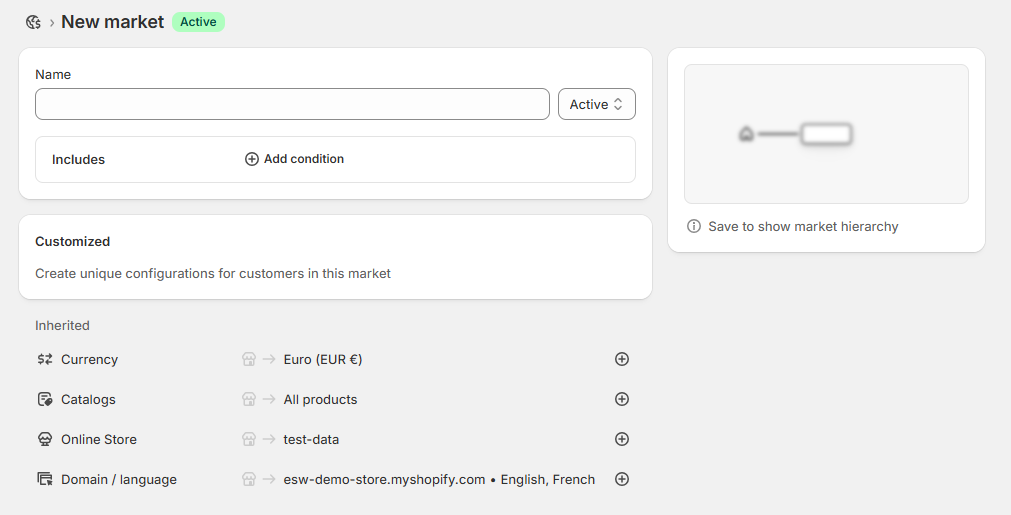 New market Active
Name
Active
Includes Add condition
Save to show market hierarchy
Customized
Create unique configurations for customers in this market
Inherited
Currency Euro (EUR €)
Catalogs All products
Online Store test-data
Domain / language esw-demo-store.myshopify.com • English, French